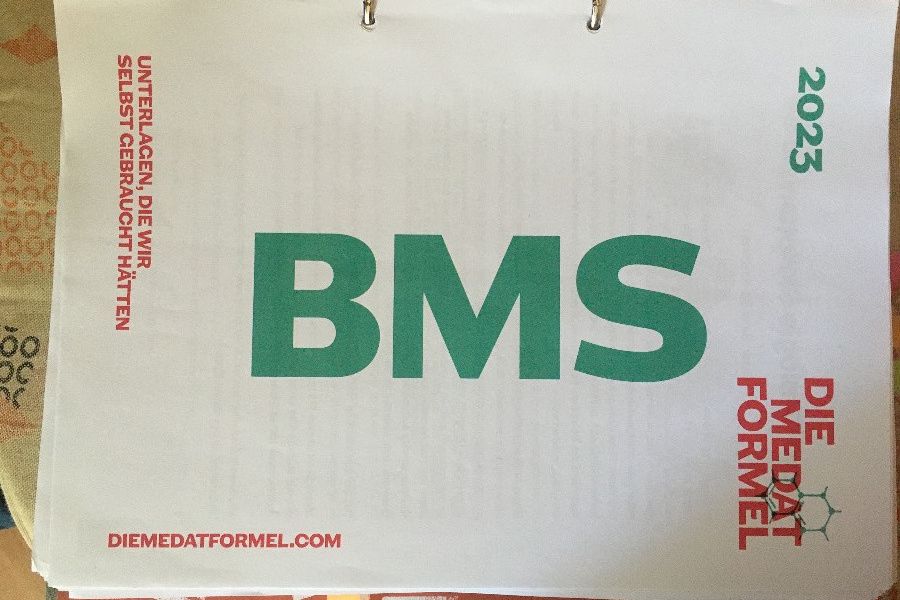 UNTERLAGEN, DIE WIR
SELBST GEBRAUCHT HÄTTEN
2023
BMS
DIE
MEDAT
FORMEL
DIEMEDATFORMEL.COM